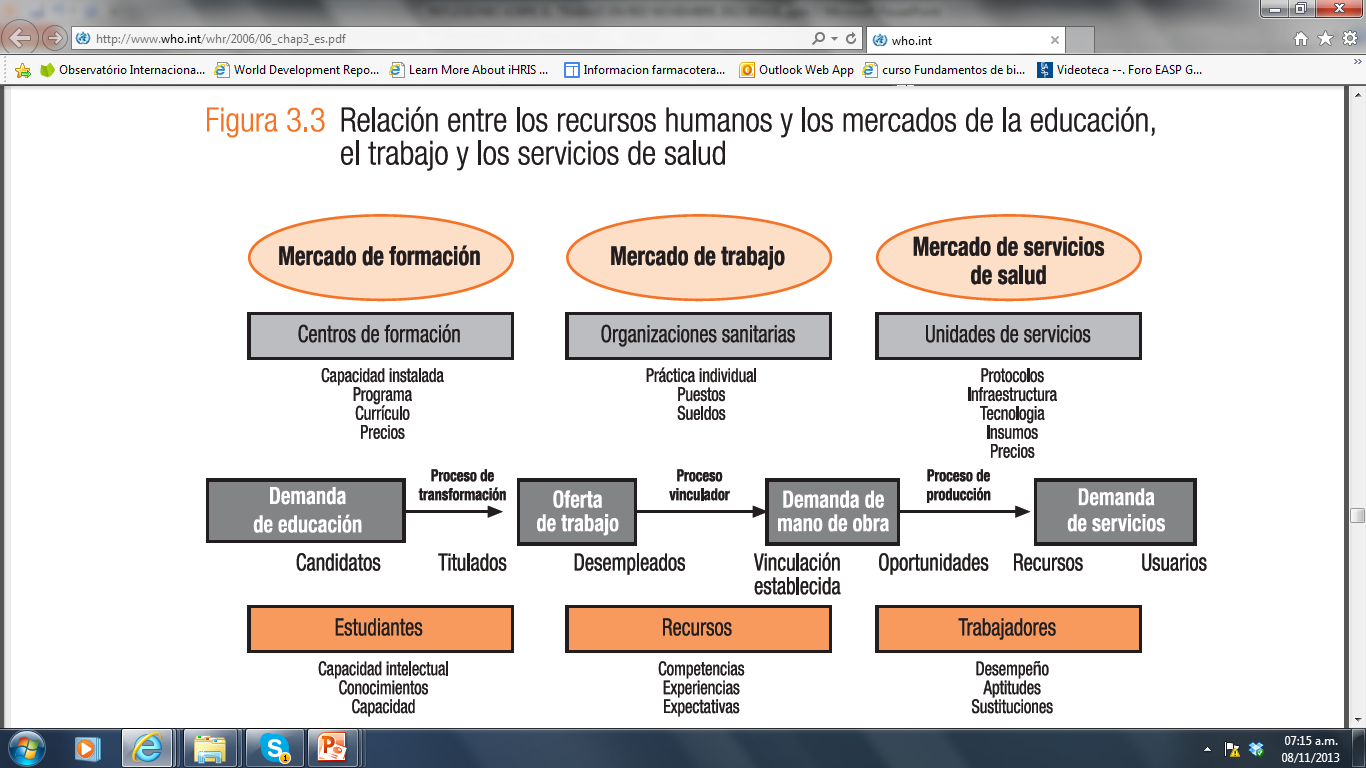 http://www.who.int/whr/2006/06_chap3_es.pdf
who.int
Observatório Internaciona...
World Development Repo...
Learn More About iHRIS ...
Informacion farmacotera...
Outlook Web App
curso Fundamentos de bi...
Videoteca --. Foro EASP G...
Figura 3.3 Relación entre los recursos humanos y los mercados de la educación,
el trabajo y los servicios de salud
Mercado de formación
Mercado de trabajo
Mercado de servicios
de salud
Centros de formación
Organizaciones sanitarias
Unidades de servicios
Capacidad instalada
Programa
Currículo
Precios
Práctica individual
Puestos
Sueldos
Protocolos
Infraestructura
Tecnologia
Insumos
Precios
Demanda
de educación
Proceso de
transformación
Oferta
de trabajo
Proceso
vinculador
Demanda de
mano de obra
Proceso de
producción
Demanda
de servicios
Candidatos
Titulados
Desempleados
Vinculación
establecida
Oportunidades
Recursos
Usuarios
Estudiantes
Recursos
Trabajadores
Capacidad intelectual
Conocimientos
Capacidad
Competencias
Experiencias
Expectativas
Desempeño
Aptitudes
Sustituciones
07:15 a.m.
08/11/2013